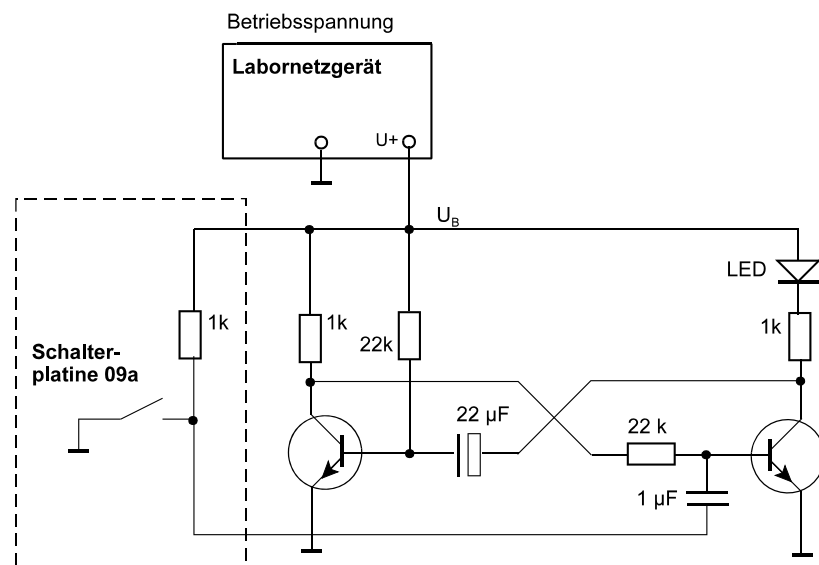 Betriebsspannung
Labornetzgerät
U+
U_B
LED
1k
1k
22k
1k
Schalter-
platine 09a
22 µF
22 k
1 µF